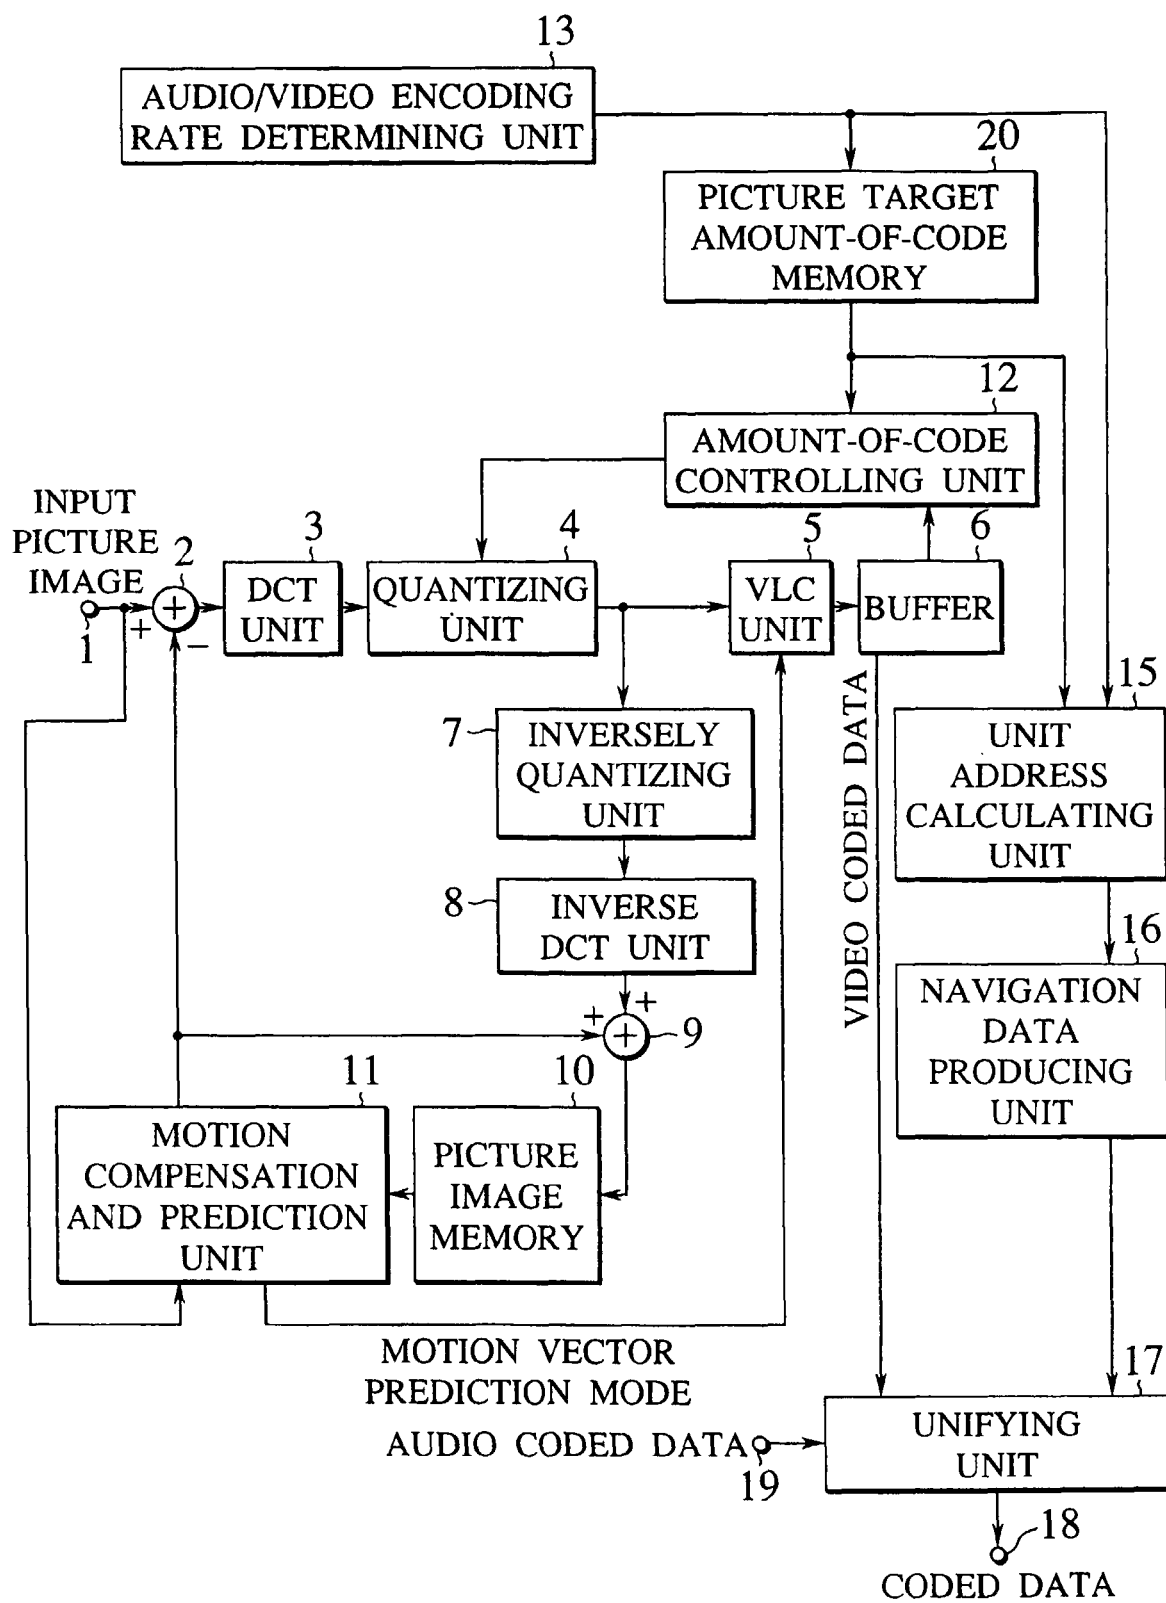 13
AUDIO/VIDEO ENCODING
RATE DETERMINING UNIT
20
PICTURE TARGET
AMOUNT-OF-CODE
MEMORY
12
AMOUNT-OF-CODE
CONTROLLING UNIT
INPUT
PICTURE
IMAGE
1
+
2
+
−
3
DCT
UNIT
4
QUANTIZING
UNIT
5
VLC
UNIT
6
BUFFER
7
INVERSELY
QUANTIZING
UNIT
VIDEO CODED DATA
15
UNIT
ADDRESS
CALCULATING
UNIT
8
INVERSE
DCT UNIT
16
NAVIGATION
DATA
PRODUCING
UNIT
+
+
+
9
11
MOTION
COMPENSATION
AND PREDICTION
UNIT
10
PICTURE
IMAGE
MEMORY
MOTION VECTOR
PREDICTION MODE
17
UNIFYING
UNIT
AUDIO CODED DATA
19
18
CODED DATA